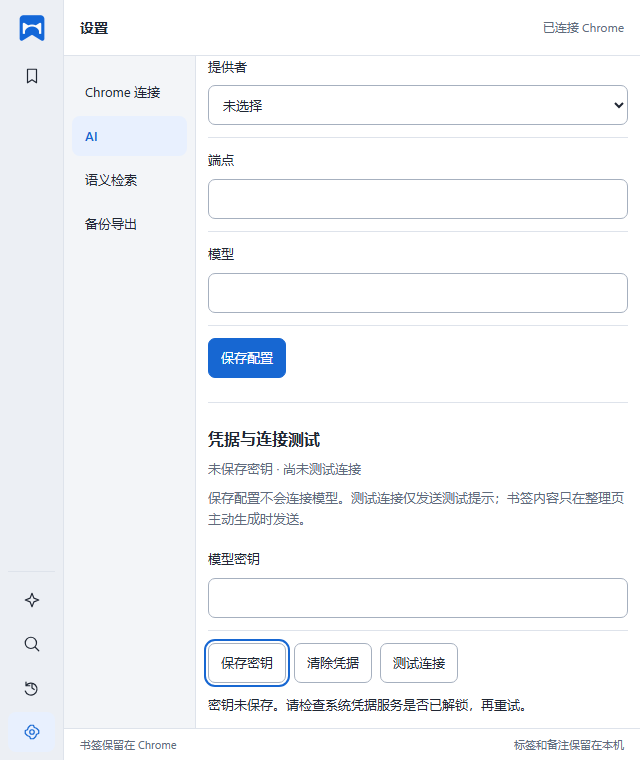 设置
已连接 Chrome
Chrome 连接
AI
语义检索
备份导出
提供者
未选择
端点
模型
保存配置
凭据与连接测试
未保存密钥 · 尚未测试连接
保存配置不会连接模型。测试连接仅发送测试提示；书签内容只在整理页
主动生成时发送。
模型密钥
保存密钥
清除凭据
测试连接
密钥未保存。请检查系统凭据服务是否已解锁，再重试。
书签保留在 Chrome
标签和备注保留在本机